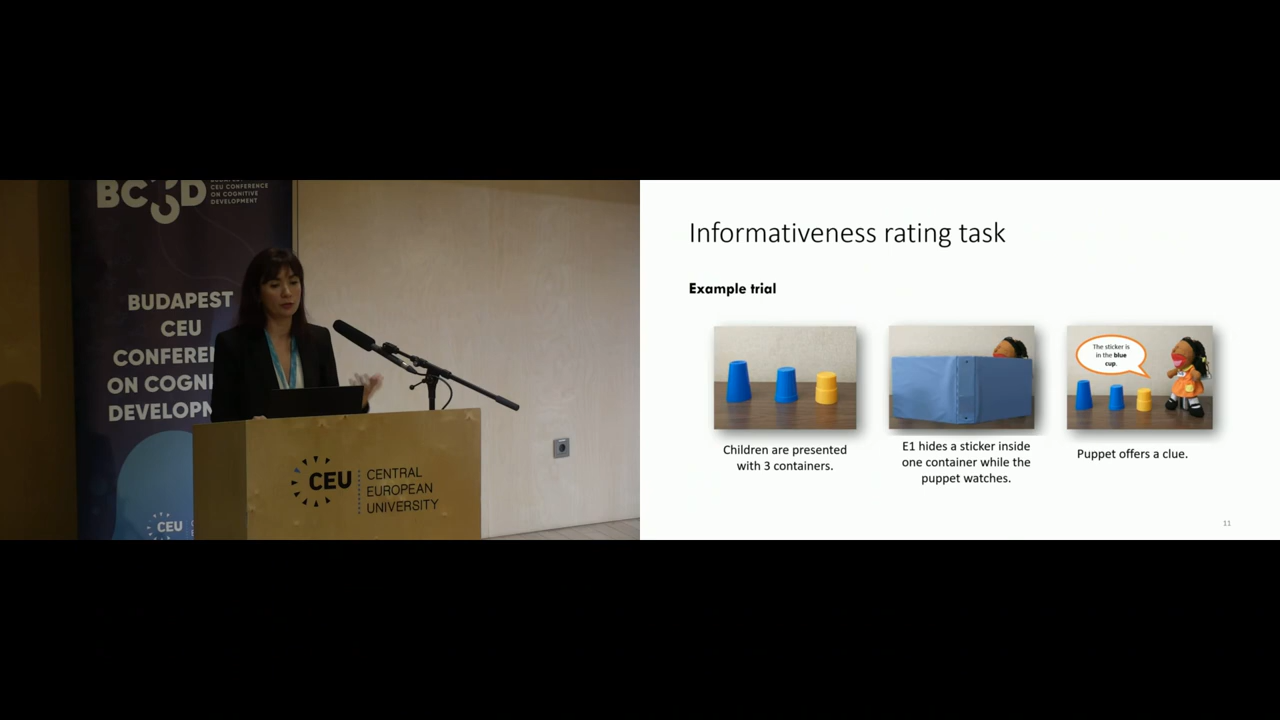 BC D
CEU CONFERENCE
ON COGNITIVE
DEVELOPMENT
BUDAPEST
CEU
CONFEREN
ON COGNI
DEVELOPM
CEU
CEU
CENTRAL
EUROPEAN
UNIVERSITY
Informativeness rating task
Example trial
The sticker is
in the blue
cup.
Children are presented
with 3 containers.
E1 hides a sticker inside
one container while the
puppet watches.
Puppet offers a clue.
11